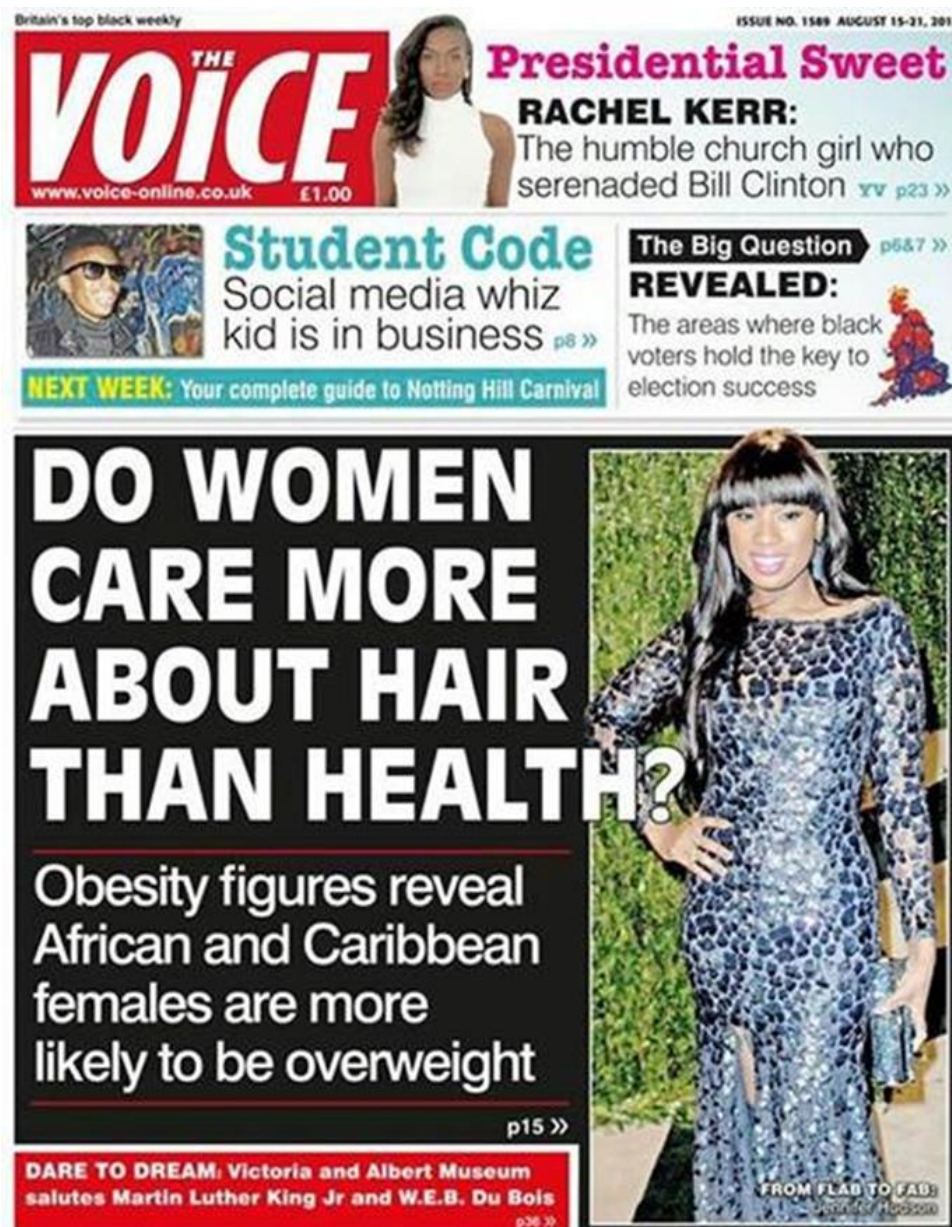 Britain's top black weekly
ISSUE NO. 1589 AUGUST 15-21, 201
THE
VOICE
www.voice-online.co.uk £1.00
Presidential Sweet
RACHEL KERR:
The humble church girl who
serenaded Bill Clinton YV p23 »
Student Code
Social media whiz
kid is in business p8 »
NEXT WEEK: Your complete guide to Notting Hill Carnival
The Big Question p6&7 »
REVEALED:
The areas where black
voters hold the key to
election success
DO WOMEN
CARE MORE
ABOUT HAIR
THAN HEALTH?
Obesity figures reveal
African and Caribbean
females are more
likely to be overweight
p15 »
DARE TO DREAM: Victoria and Albert Museum
salutes Martin Luther King Jr and W.E.B. Du Bois
p36 »
FROM FLAB TO FAB:
Jennifer Hudson